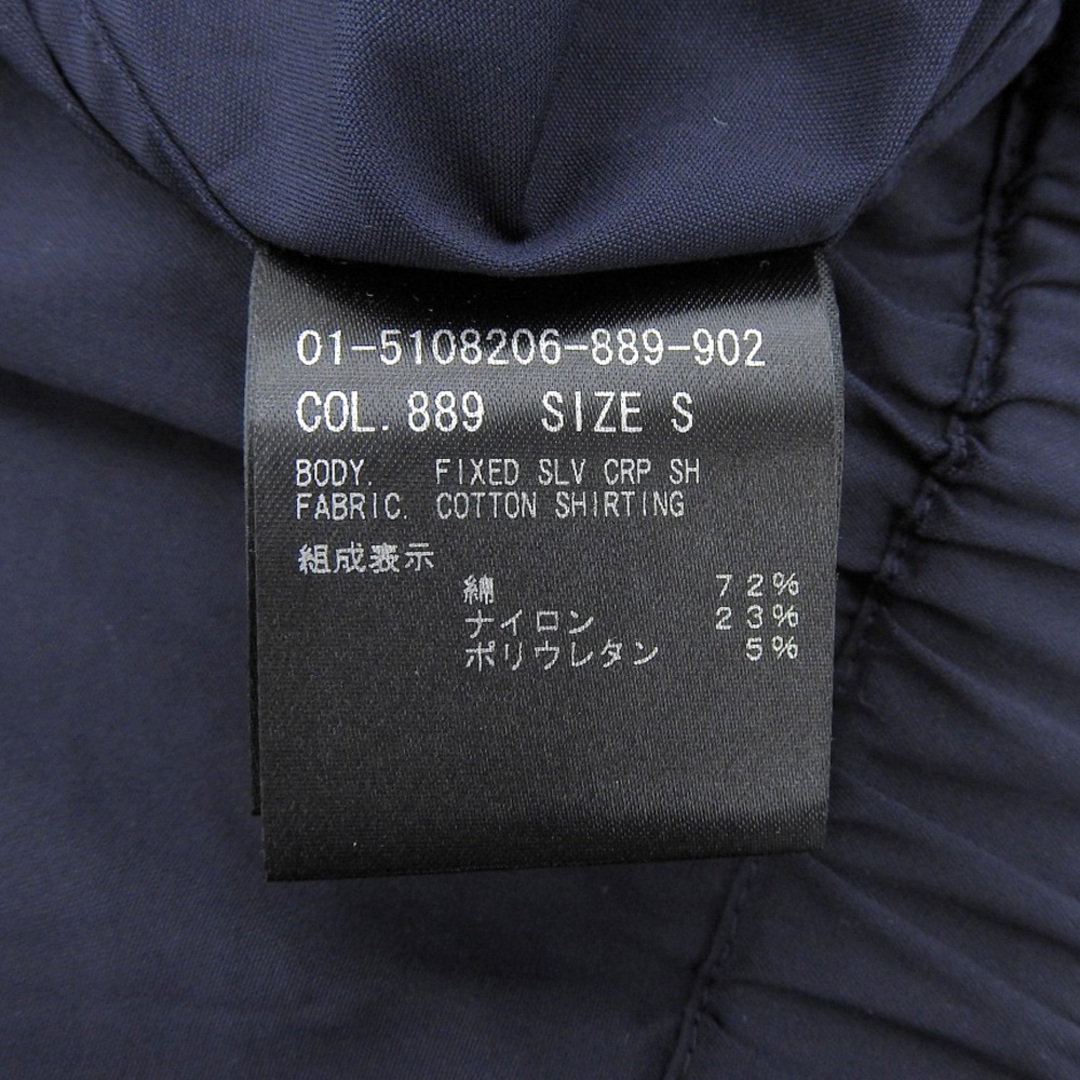 01-5108206-889-902
COL. 889 SIZE S
BODY. FIXED SLV CRP SH
FABRIC. COTTON SHIRTING
組成表示
綿 72%
ナイロン 23%
ポリウレタン 5%